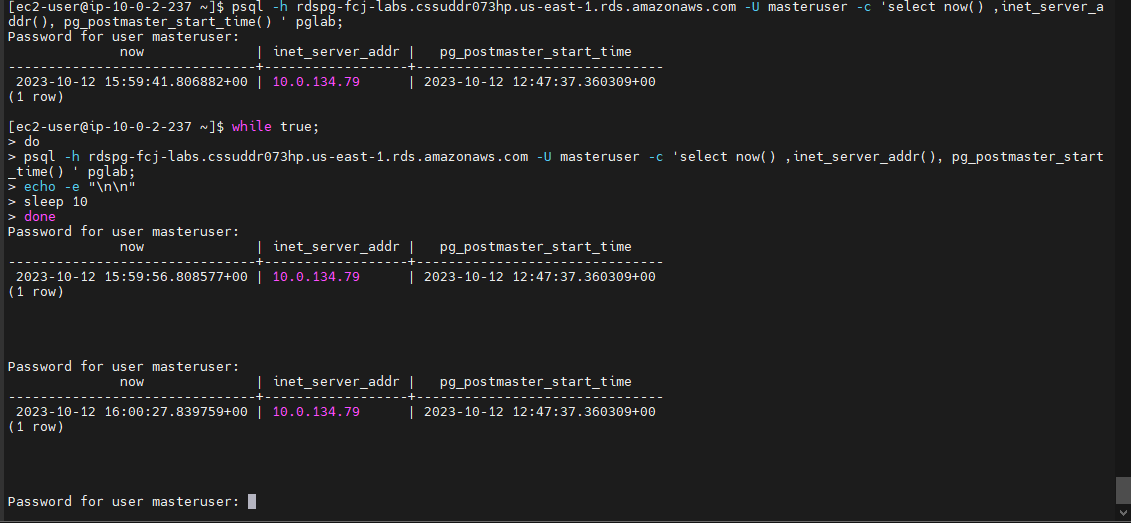 [ec2-user@ip-10-0-2-237 ~]$ psql -h rdspg-fcj-labs.cssuddr073hp.us-east-1.rds.amazonaws.com -U masteruser -c 'select now() ,inet_server_a
ddr(), pg_postmaster_start_time() ' pglab;
Password for user masteruser:
              now              | inet_server_addr |   pg_postmaster_start_time
-------------------------------+------------------+-------------------------------
 2023-10-12 15:59:41.806882+00 | 10.0.134.79      | 2023-10-12 12:47:37.360309+00
(1 row)
[ec2-user@ip-10-0-2-237 ~]$ while true;
> do
> psql -h rdspg-fcj-labs.cssuddr073hp.us-east-1.rds.amazonaws.com -U masteruser -c 'select now() ,inet_server_addr(), pg_postmaster_start
_time() ' pglab;
> echo -e "\n\n"
> sleep 10
> done
Password for user masteruser:
              now              | inet_server_addr |   pg_postmaster_start_time
-------------------------------+------------------+-------------------------------
 2023-10-12 15:59:56.808577+00 | 10.0.134.79      | 2023-10-12 12:47:37.360309+00
(1 row)
Password for user masteruser:
              now              | inet_server_addr |   pg_postmaster_start_time
-------------------------------+------------------+-------------------------------
 2023-10-12 16:00:27.839759+00 | 10.0.134.79      | 2023-10-12 12:47:37.360309+00
(1 row)
Password for user masteruser: